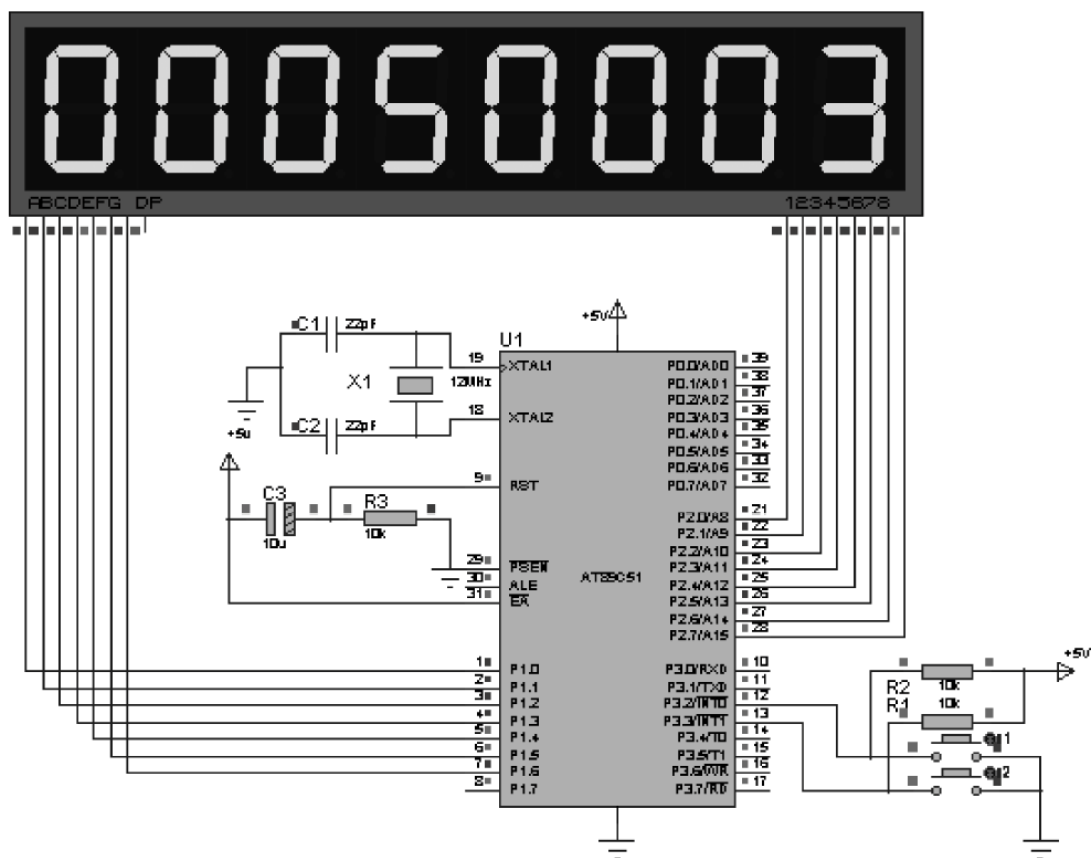 00050003
ABCDEFG DP
12345678
+5V
C1 22pF
U1
19 XTAL1
X1
12MHz
18 XTAL2
C2 22pF
+5V
9 RST
C3
10u
R3
10k
29 PSEN
30 ALE
31 EA
AT89C51
1 P1.0
2 P1.1
3 P1.2
4 P1.3
5 P1.4
6 P1.5
7 P1.6
8 P1.7
P0.0/AD0 39
P0.1/AD1 38
P0.2/AD2 37
P0.3/AD3 36
P0.4/AD4 35
P0.5/AD5 34
P0.6/AD6 33
P0.7/AD7 32
P2.0/A8 21
P2.1/A9 22
P2.2/A10 23
P2.3/A11 24
P2.4/A12 25
P2.5/A13 26
P2.6/A14 27
P2.7/A15 28
P3.0/RXD 10
P3.1/TXD 11
P3.2/INT0 12
P3.3/INT1 13
P3.4/T0 14
P3.5/T1 15
P3.6/WR 16
P3.7/RD 17
+5V
R2 10k
R1 10k
1
2